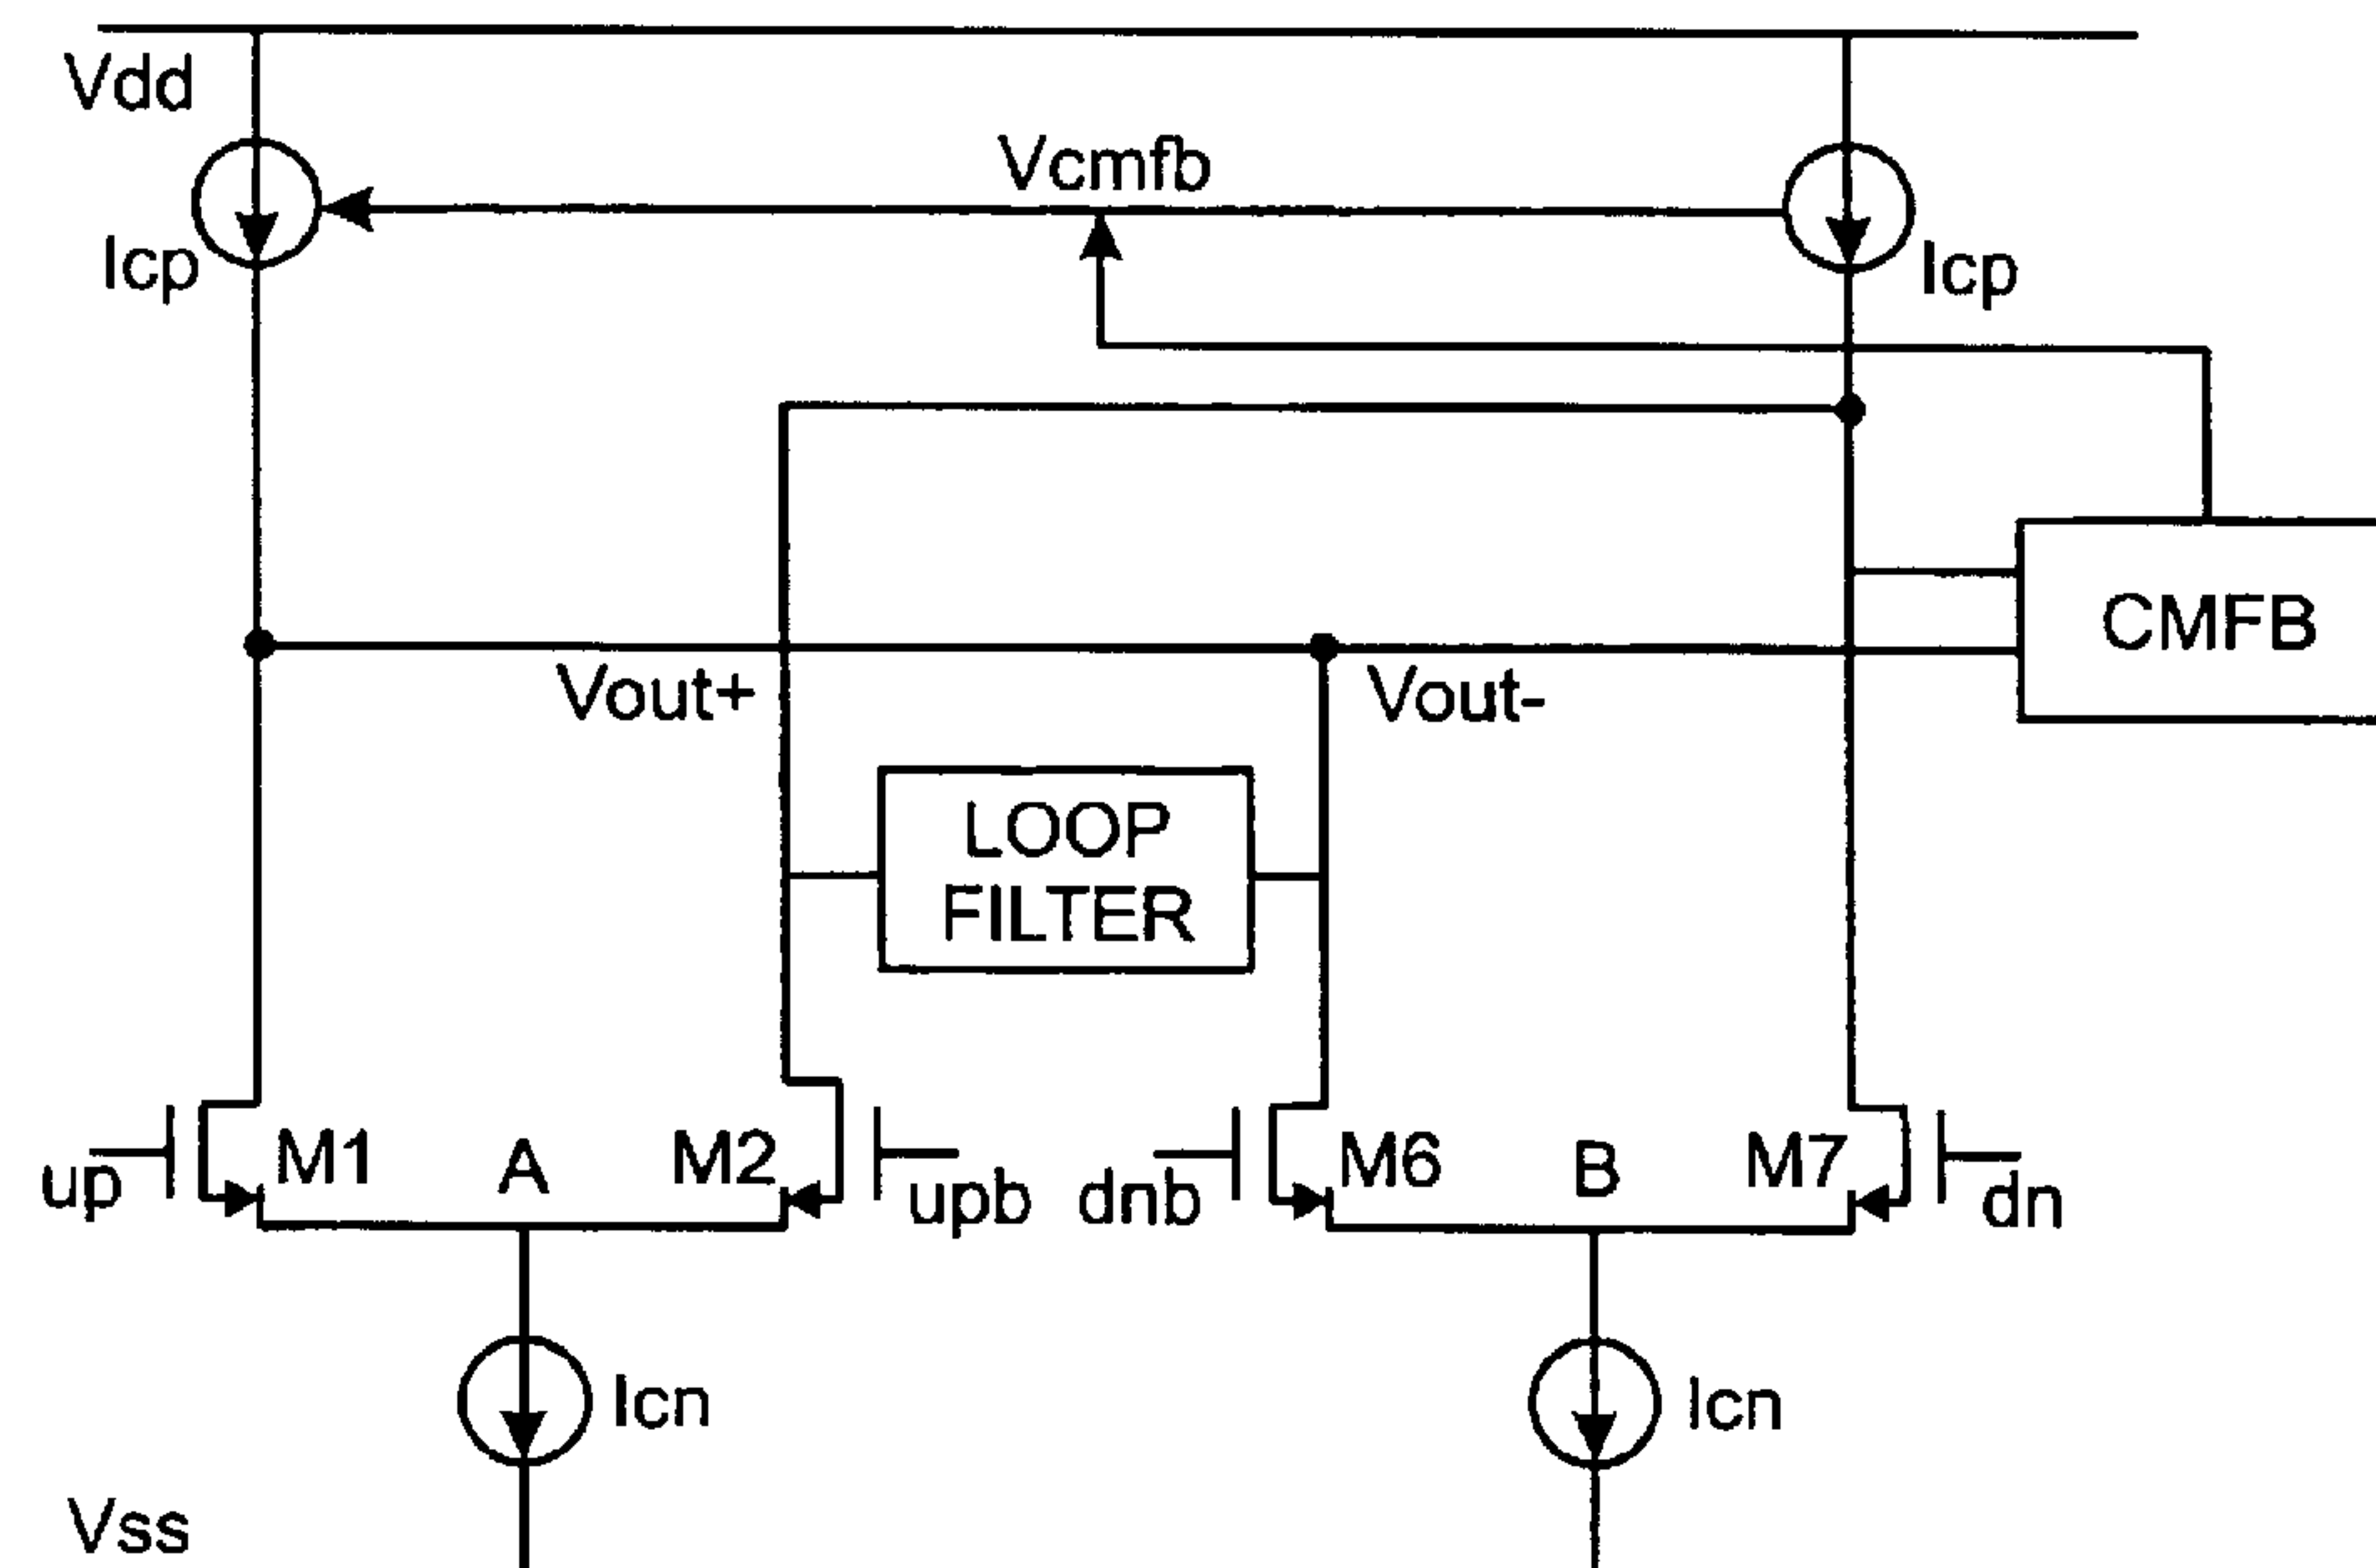 Vdd
Vcmfb
Icp
Icp
CMFB
Vout+
Vout-
LOOP
FILTER
up
M1
A
M2
upb
dnb
M6
B
M7
dn
Icn
Icn
Vss